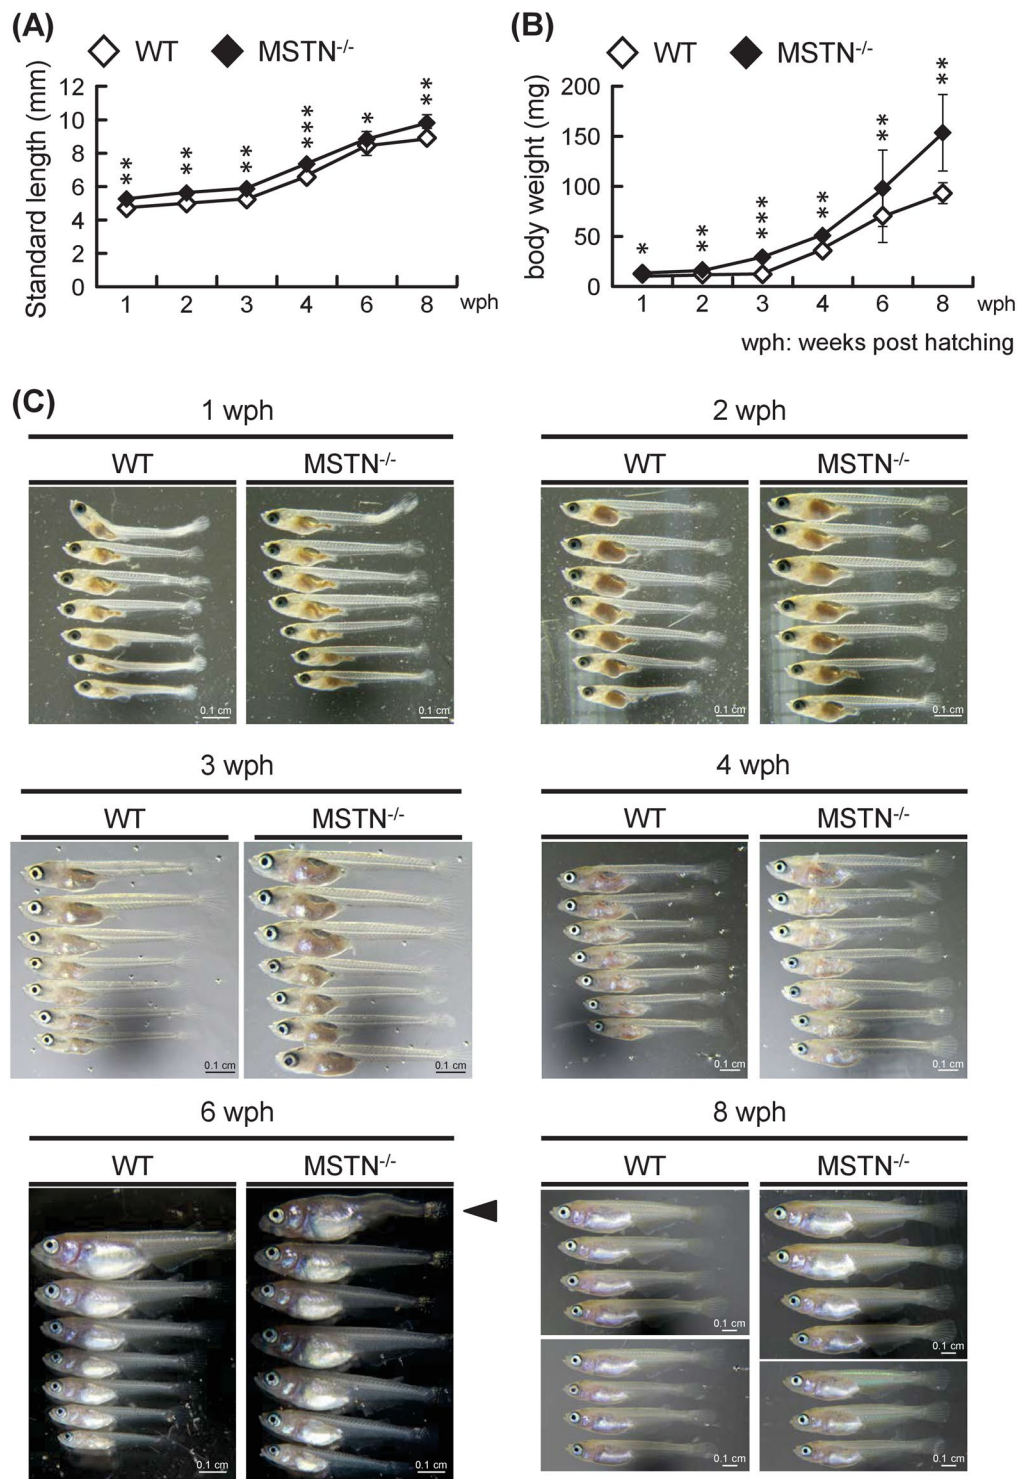 (A)
WT MSTN-/-
Standard length (mm)
12
10
8
6
4
2
0
** ** ** *** * **
1 2 3 4 6 8 wph
(B)
WT MSTN-/-
body weight (mg)
200
150
100
50
0
* ** *** ** ** **
1 2 3 4 6 8 wph
wph: weeks post hatching
(C)
1 wph
WT MSTN-/-
0.1 cm 0.1 cm
2 wph
WT MSTN-/-
0.1 cm 0.1 cm
3 wph
WT MSTN-/-
0.1 cm 0.1 cm
4 wph
WT MSTN-/-
0.1 cm 0.1 cm
6 wph
WT MSTN-/-
0.1 cm 0.1 cm
8 wph
WT MSTN-/-
0.1 cm 0.1 cm
0.1 cm 0.1 cm